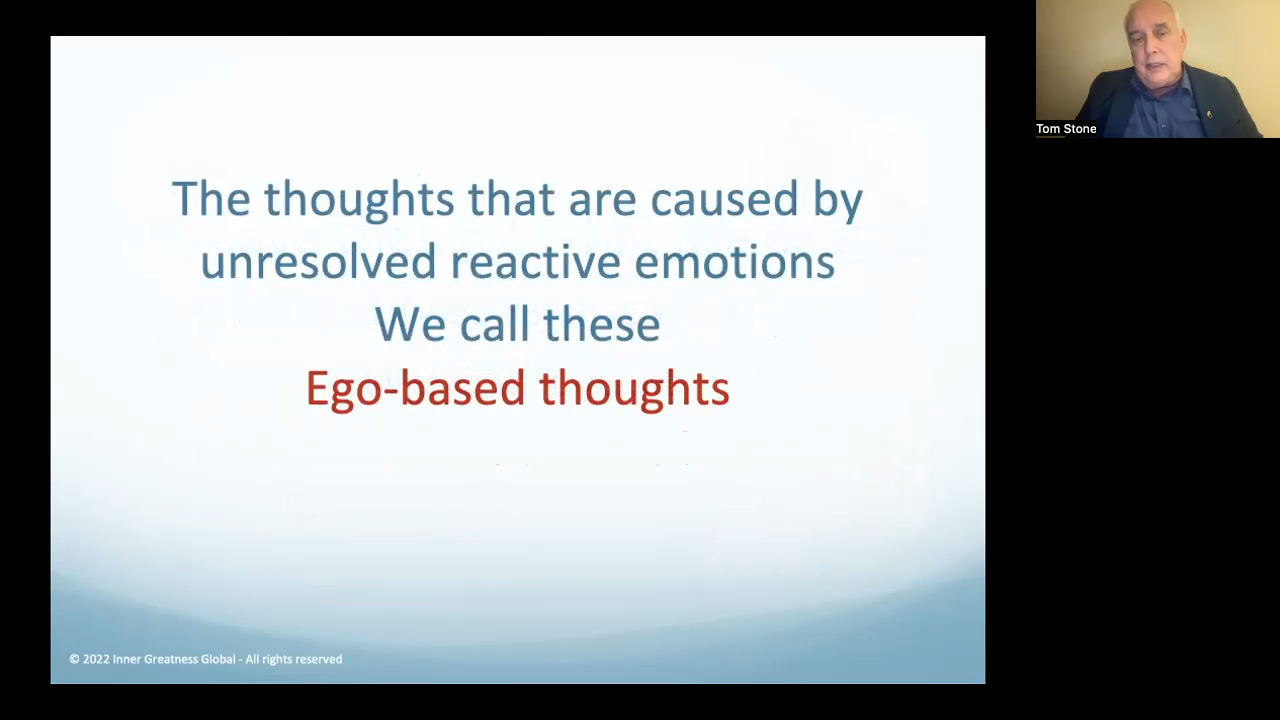 The thoughts that are caused by
unresolved reactive emotions
We call these
Ego-based thoughts
© 2022 Inner Greatness Global - All rights reserved
Tom Stone